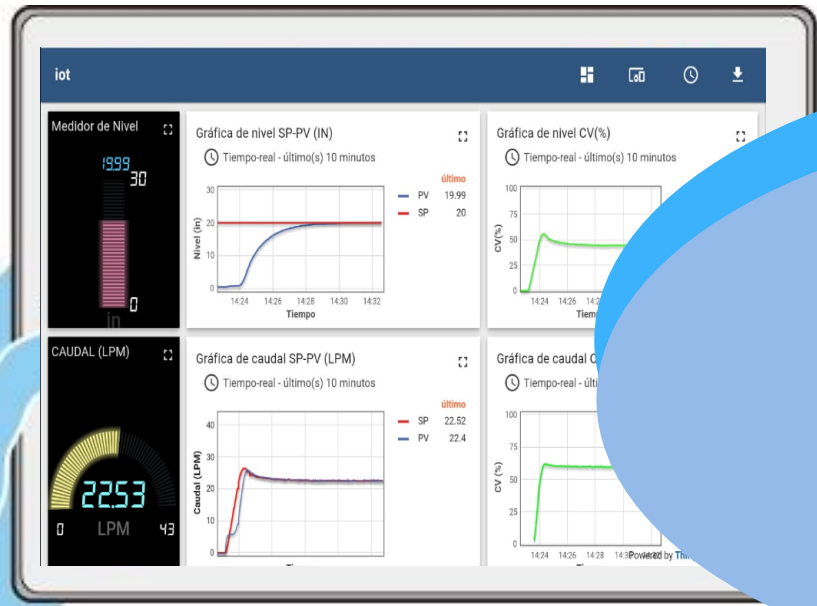 iot
Medidor de Nivel
19.99
30
0
in
Gráfica de nivel SP-PV (IN)
Tiempo-real - último(s) 10 minutos
último
PV 19.99
SP 20
30
20
10
0
Nivel (in)
14:24 14:26 14:28 14:30 14:32
Tiempo
Gráfica de nivel CV(%)
Tiempo-real - último(s) 10 minutos
100
75
50
25
0
CV(%)
14:24 14:26
CAUDAL (LPM)
22.53
0 LPM 43
Gráfica de caudal SP-PV (LPM)
Tiempo-real - último(s) 10 minutos
último
SP 22.52
PV 22.4
40
30
20
10
0
Caudal (LPM)
Gráfica de caudal
Tiempo-real
100
75
50
25
0
CV (%)
14:24 14:26 14:28
Powered by